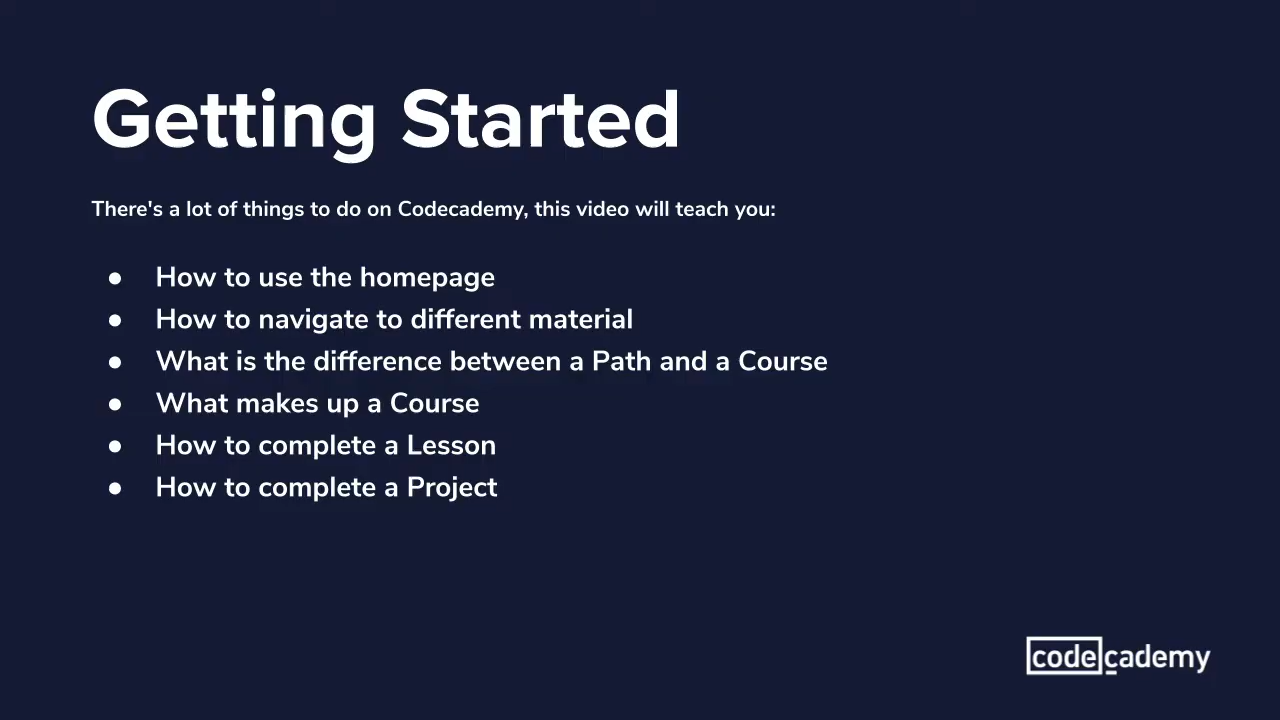 Getting Started
There's a lot of things to do on Codecademy, this video will teach you:
● How to use the homepage
● How to navigate to different material
● What is the difference between a Path and a Course
● What makes up a Course
● How to complete a Lesson
● How to complete a Project
codecademy